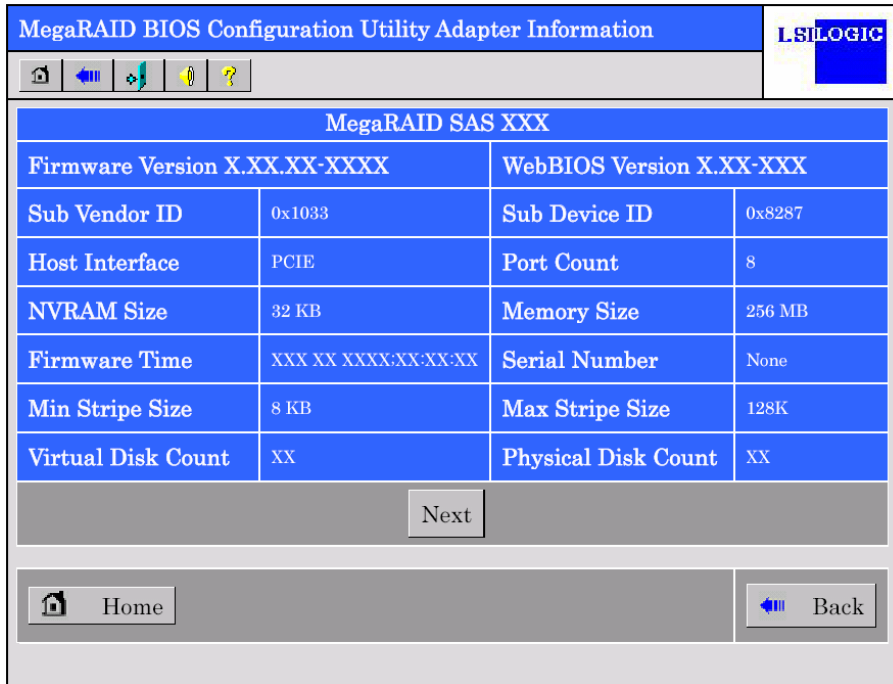 MegaRAID BIOS Configuration Utility Adapter Information
LSI LOGIC
MegaRAID SAS XXX
Firmware Version X.XX.XX-XXXX WebBIOS Version X.XX-XXX
Sub Vendor ID 0x1033 Sub Device ID 0x8287
Host Interface PCIE Port Count 8
NVRAM Size 32 KB Memory Size 256 MB
Firmware Time XXX XX XXXX;XX:XX:XX Serial Number None
Min Stripe Size 8 KB Max Stripe Size 128K
Virtual Disk Count XX Physical Disk Count XX
Next
Home Back